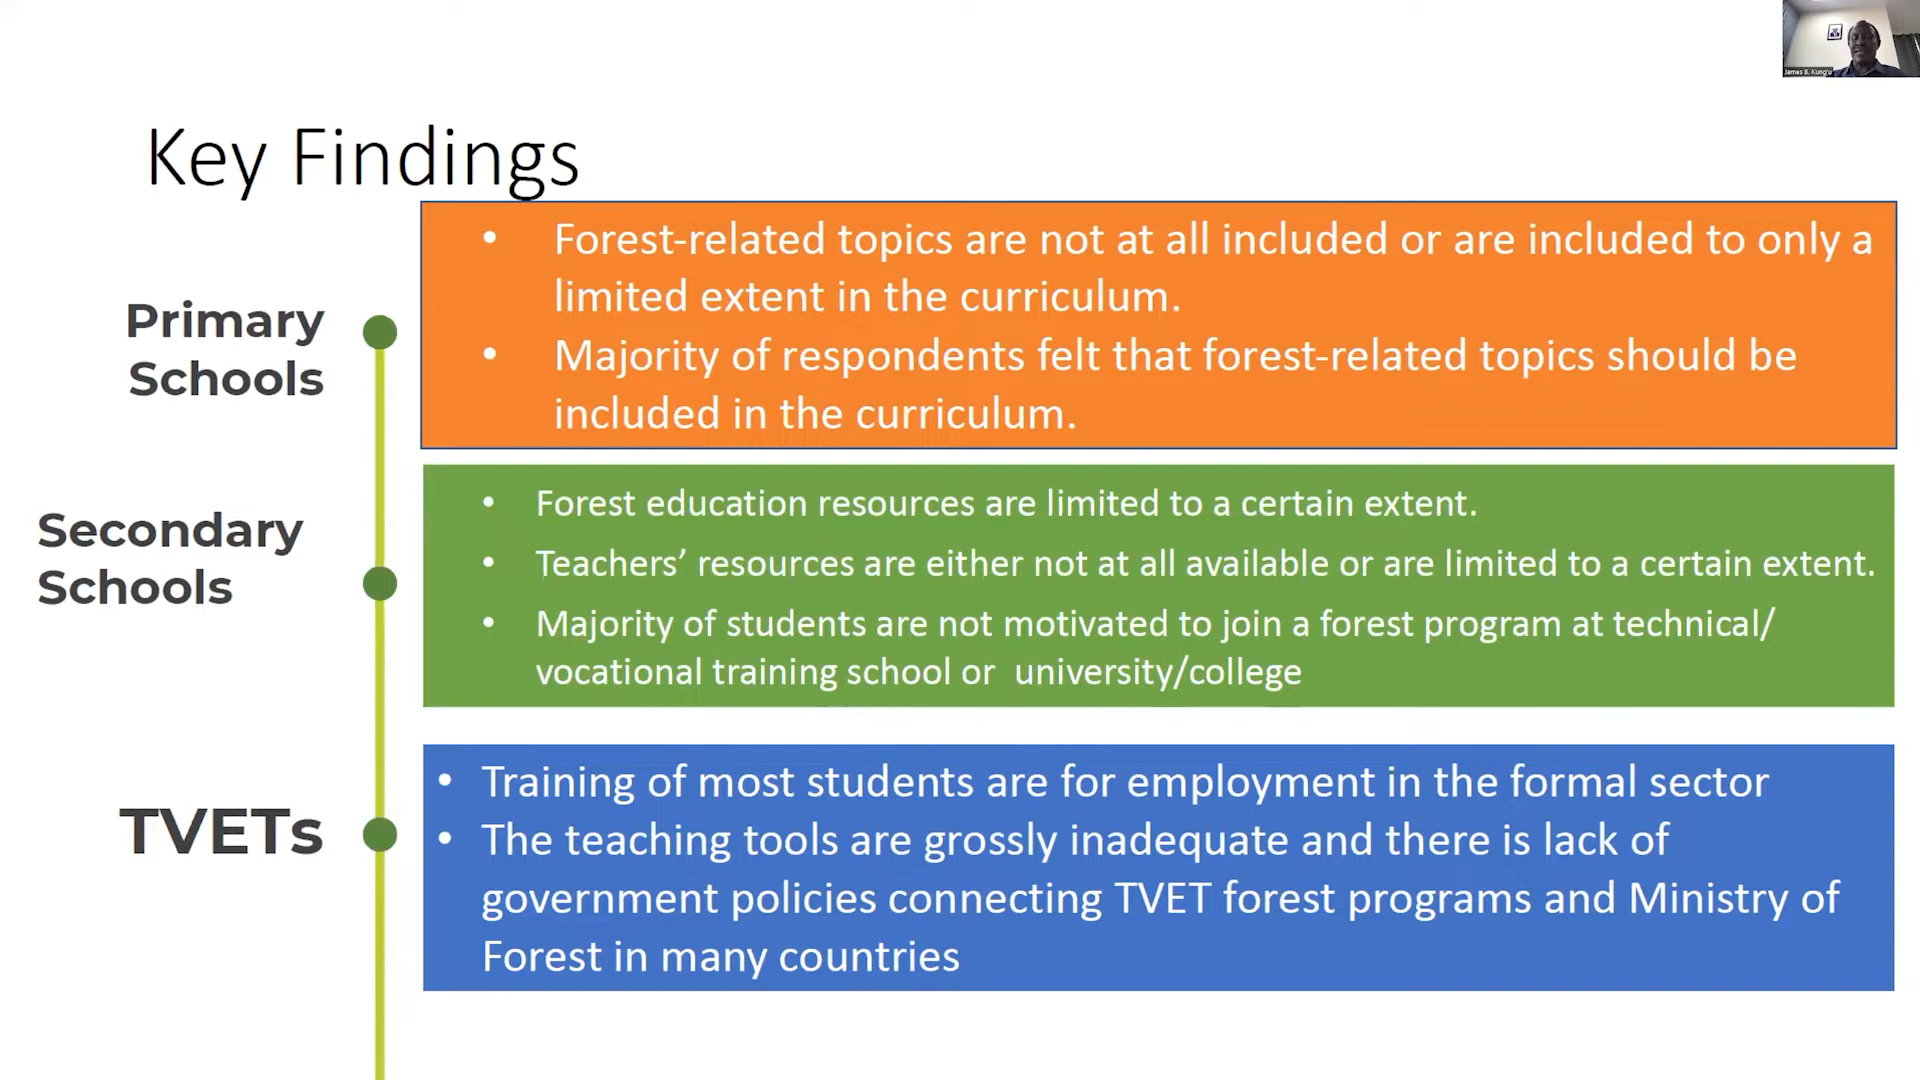 James B. Kung'u
Key Findings
Primary
Schools
• Forest-related topics are not at all included or are included to only a
limited extent in the curriculum.
• Majority of respondents felt that forest-related topics should be
included in the curriculum.
Secondary
Schools
• Forest education resources are limited to a certain extent.
• Teachers’ resources are either not at all available or are limited to a certain extent.
• Majority of students are not motivated to join a forest program at technical/
vocational training school or  university/college
TVETs
• Training of most students are for employment in the formal sector
• The teaching tools are grossly inadequate and there is lack of
government policies connecting TVET forest programs and Ministry of
Forest in many countries